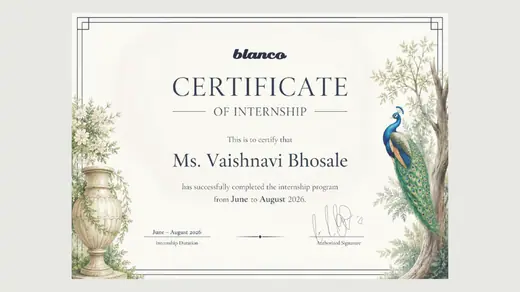 blanco
CERTIFICATE
OF INTERNSHIP
This is to certify that
Ms. Vaishnavi Bhosale
has successfully completed the internship program
from June to August 2026.
June – August 2026
Internship Duration
Authorised Signature